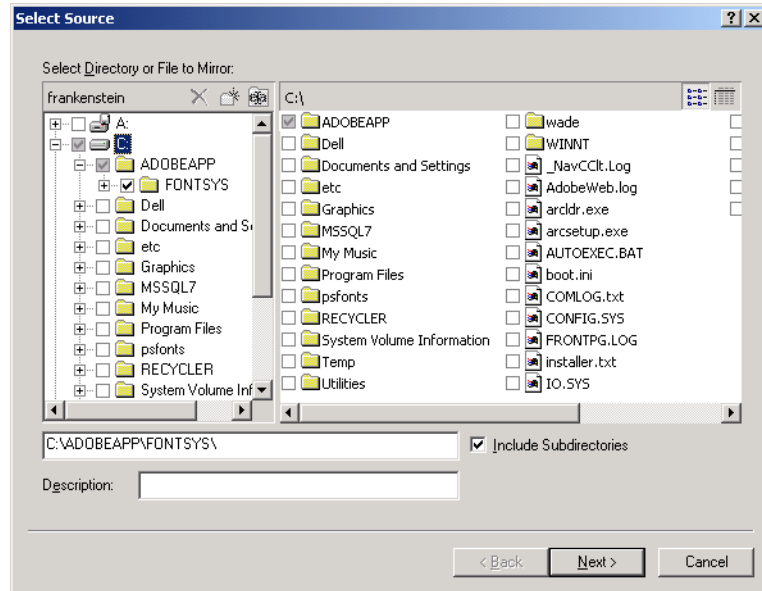 Select Source
Select Directory or File to Mirror:
frankenstein
A:
C:
ADOBEAPP
FONTSYS
Dell
Documents and S
etc
Graphics
MSSQL7
My Music
Program Files
psfonts
RECYCLER
System Volume Inf
C:\
ADOBEAPP
Dell
Documents and Settings
etc
Graphics
MSSQL7
My Music
Program Files
psfonts
RECYCLER
System Volume Information
Temp
Utilities
wade
WINNT
_NavCClt.Log
AdobeWeb.log
arcldr.exe
arcsetup.exe
AUTOEXEC.BAT
boot.ini
COMLOG.txt
CONFIG.SYS
FRONTPG.LOG
installer.txt
IO.SYS
C:\ADOBEAPP\FONTSYS\
Include Subdirectories
Description:
< Back
Next >
Cancel